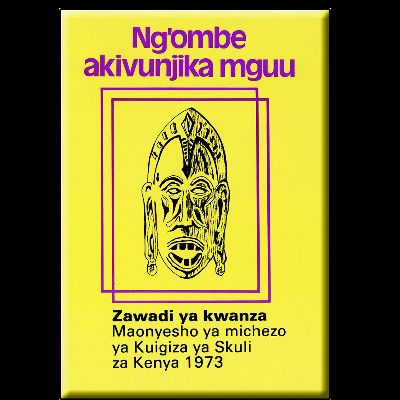 Ng'ombe
akivunjika mguu
Zawadi ya kwanza
Maonyesho ya michezo
ya Kuigiza ya Skuli
za Kenya 1973